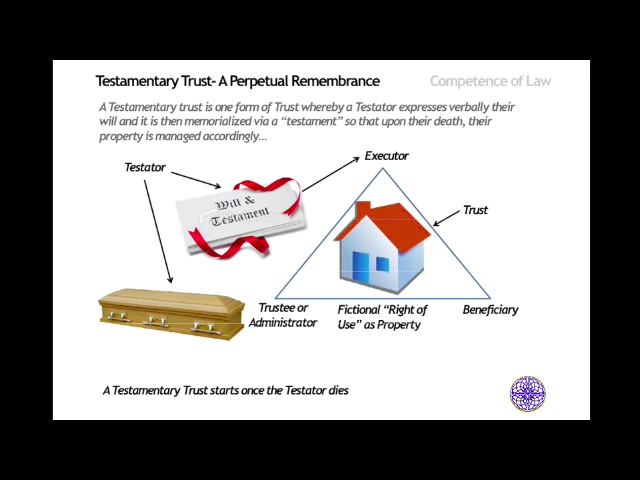 Testamentary Trust- A Perpetual Remembrance
Competence of Law
A Testamentary trust is one form of Trust whereby a Testator expresses verbally their
will and it is then memorialized via a “testament” so that upon their death, their
property is managed accordingly...
Executor
Testator
Will &
Testament
Trust
Trustee or
Administrator
Fictional “Right of
Use” as Property
Beneficiary
A Testamentary Trust starts once the Testator dies